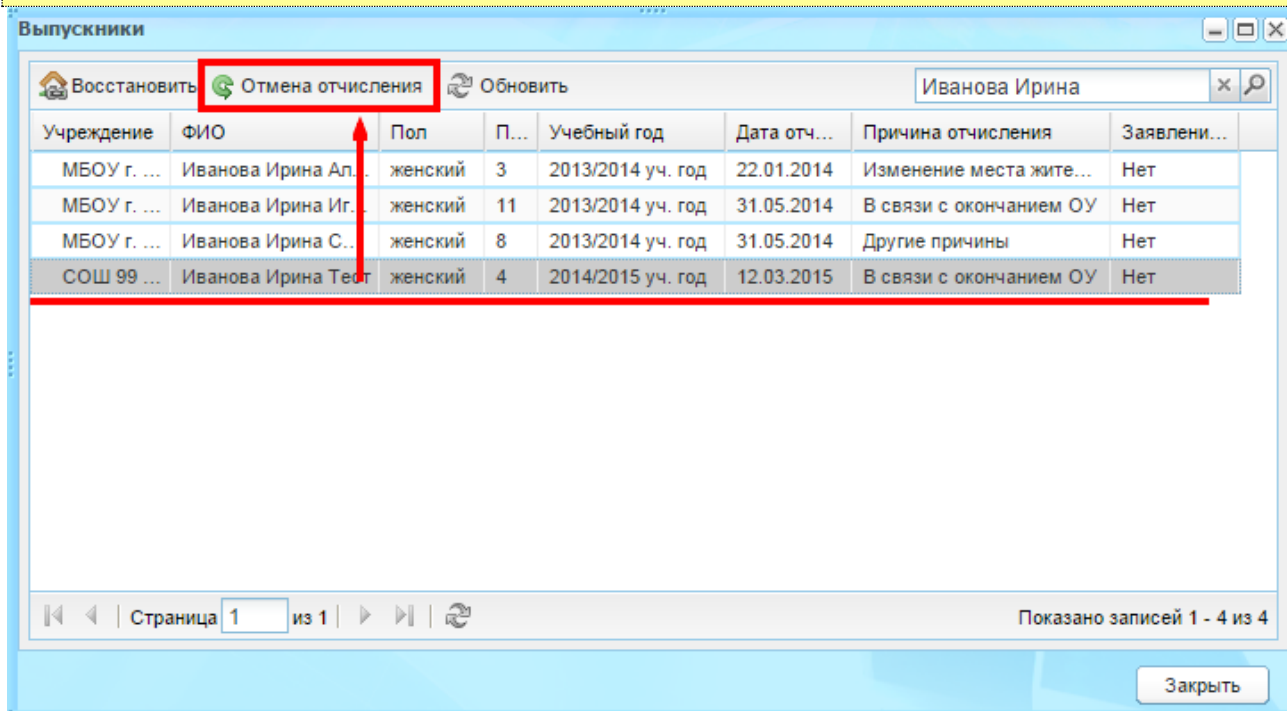 Выпускники
Восстановить Отмена отчисления Обновить Иванова Ирина
Учреждение ФИО Пол П... Учебный год Дата отч... Причина отчисления Заявлени...
МБОУ г. ... Иванова Ирина Ал... женский 3 2013/2014 уч. год 22.01.2014 Изменение места жите... Нет
МБОУ г. ... Иванова Ирина Иг... женский 11 2013/2014 уч. год 31.05.2014 В связи с окончанием ОУ Нет
МБОУ г. ... Иванова Ирина С... женский 8 2013/2014 уч. год 31.05.2014 Другие причины Нет
СОШ 99 ... Иванова Ирина Тест женский 4 2014/2015 уч. год 12.03.2015 В связи с окончанием ОУ Нет
Страница 1 из 1 Показано записей 1 - 4 из 4
Закрыть